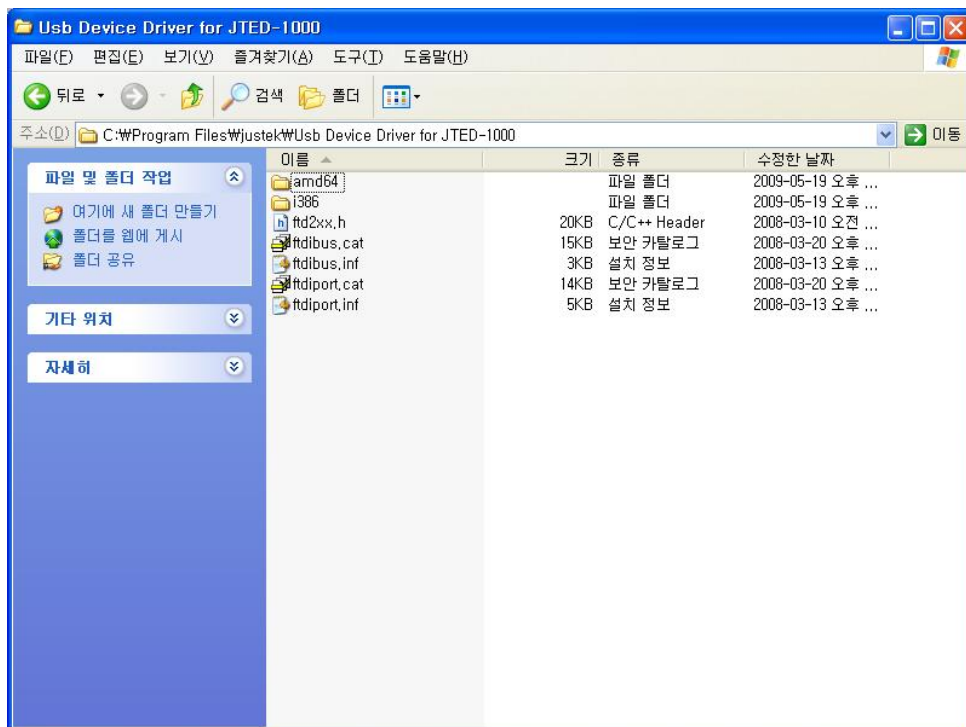 Usb Device Driver for JTED-1000
파일(F) 편집(E) 보기(V) 즐겨찾기(A) 도구(T) 도움말(H)
뒤로 검색 폴더
주소(D) C:₩Program Files₩justek₩Usb Device Driver for JTED-1000 이동
파일 및 폴더 작업
여기에 새 폴더 만들기
폴더를 웹에 게시
폴더 공유
기타 위치
자세히
이름 크기 종류 수정한 날짜
amd64 파일 폴더 2009-05-19 오후 ...
i386 파일 폴더 2009-05-19 오후 ...
ftd2xx.h 20KB C/C++ Header 2008-03-10 오전 ...
ftdibus.cat 15KB 보안 카탈로그 2008-03-20 오후 ...
ftdibus.inf 3KB 설치 정보 2008-03-13 오후 ...
ftdiport.cat 14KB 보안 카탈로그 2008-03-20 오후 ...
ftdiport.inf 5KB 설치 정보 2008-03-13 오후 ...